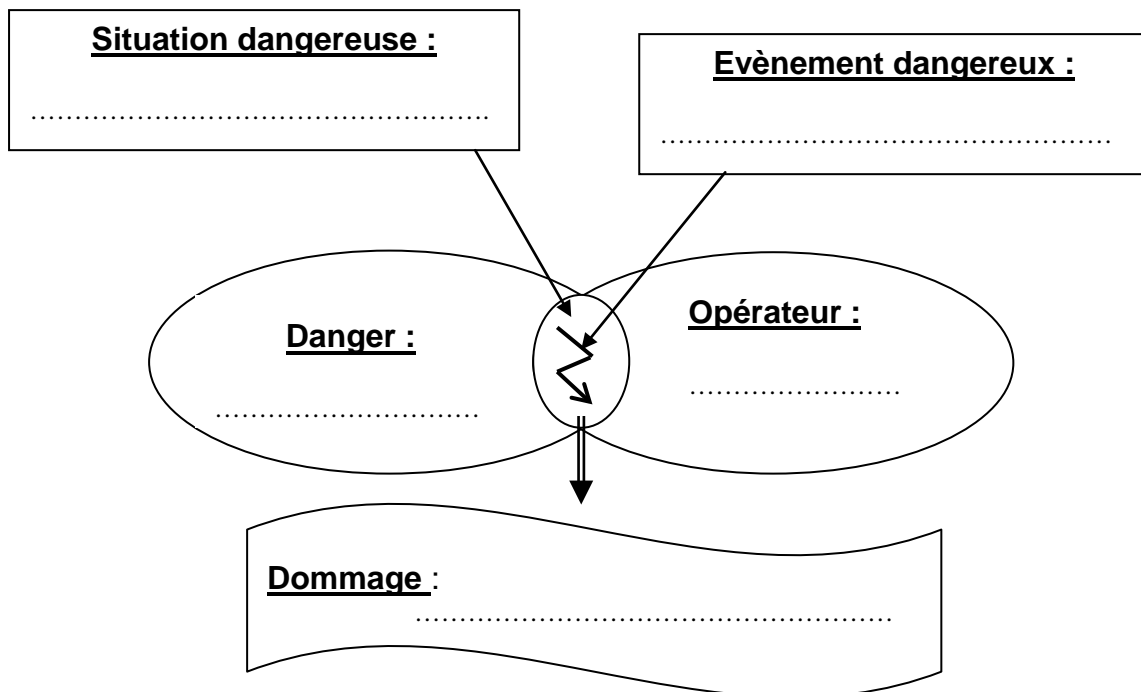 Situation dangereuse :
…………………………………………….
Evènement dangereux :
……………………………………………
Danger :
…………………………
Opérateur :
……………………
Dommage :
………………………………………………